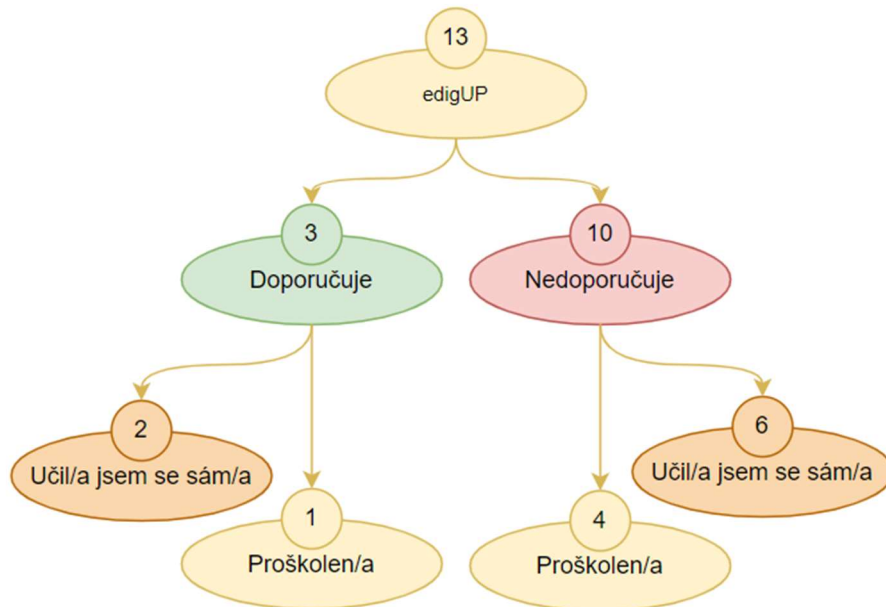 13
edigUP
3
Doporučuje
10
Nedoporučuje
2
Učil/a jsem se sám/a
6
Učil/a jsem se sám/a
1
Proškolen/a
4
Proškolen/a